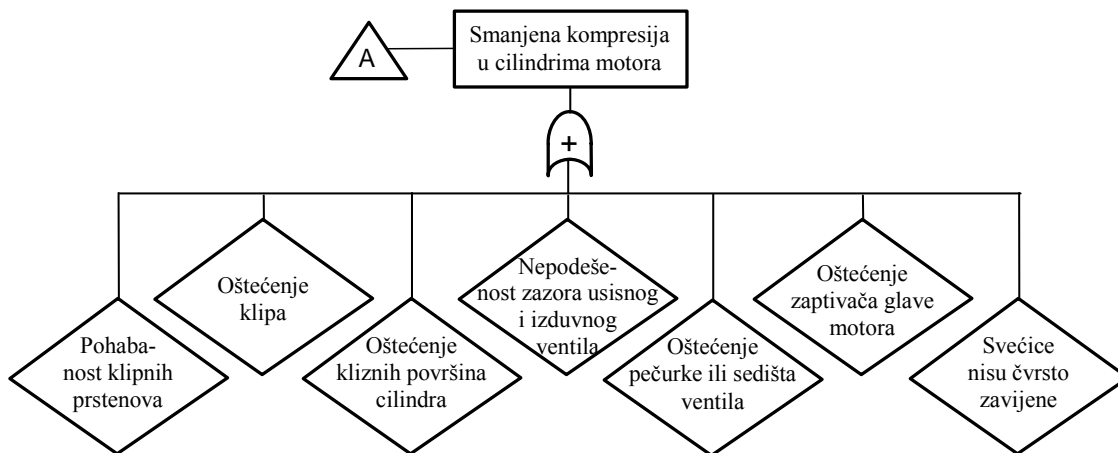 Smanjena kompresija
u cilindrima motora
A
+
Oštećenje
klipa
Nepodeše-
nost zazora usisnog
i izduvnog
ventila
Oštećenje
zaptivača glave
motora
Pohaba-
nost klipnih
prstenova
Oštećenje
kliznih površina
cilindra
Oštećenje
pečurke ili sedišta
ventila
Svećice
nisu čvrsto
zavijene